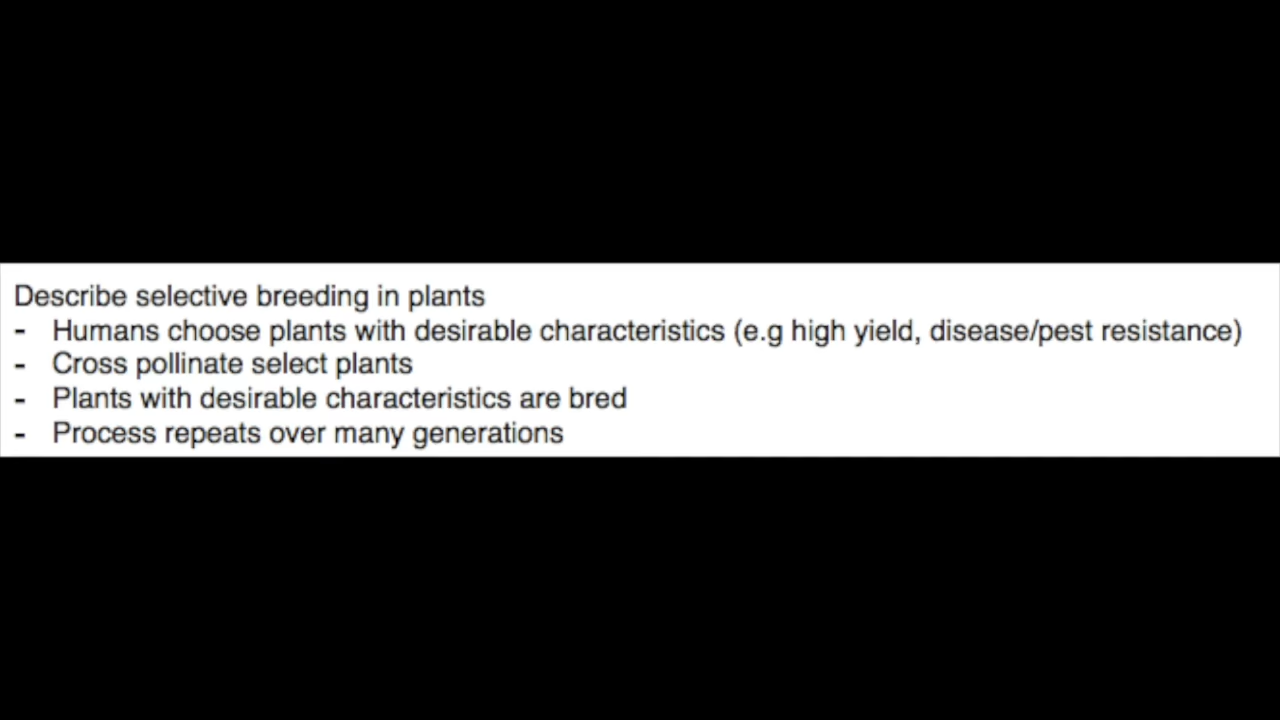 Describe selective breeding in plants
- Humans choose plants with desirable characteristics (e.g high yield, disease/pest resistance)
- Cross pollinate select plants
- Plants with desirable characteristics are bred
- Process repeats over many generations